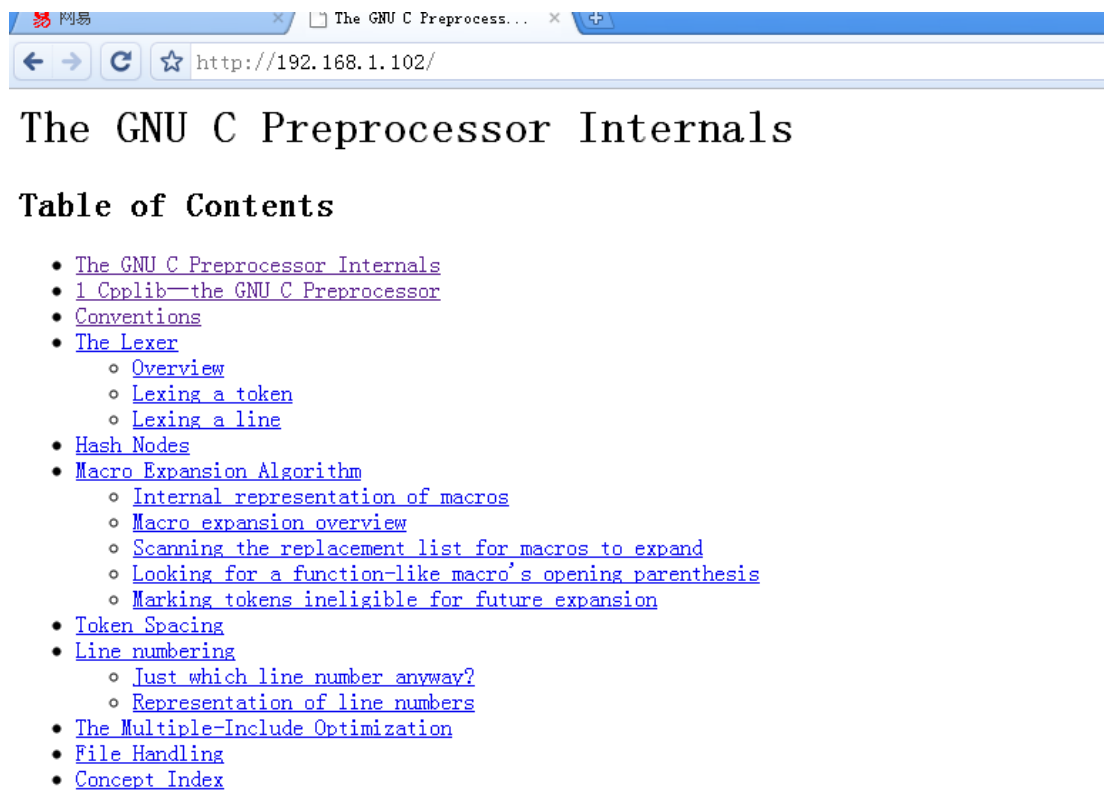 网易
The GNU C Preprocess...
http://192.168.1.102/
The GNU C Preprocessor Internals
Table of Contents
The GNU C Preprocessor Internals
1 Cpplib—the GNU C Preprocessor
Conventions
The Lexer
Overview
Lexing a token
Lexing a line
Hash Nodes
Macro Expansion Algorithm
Internal representation of macros
Macro expansion overview
Scanning the replacement list for macros to expand
Looking for a function-like macro's opening parenthesis
Marking tokens ineligible for future expansion
Token Spacing
Line numbering
Just which line number anyway?
Representation of line numbers
The Multiple-Include Optimization
File Handling
Concept Index